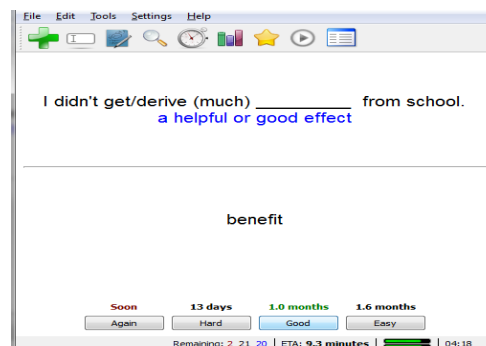 File Edit Tools Settings Help
I didn't get/derive (much) __________ from school.
a helpful or good effect
benefit
Soon 13 days 1.0 months 1.6 months
Again Hard Good Easy
Remaining: 2 21 20 ETA: 9.3 minutes 04:18